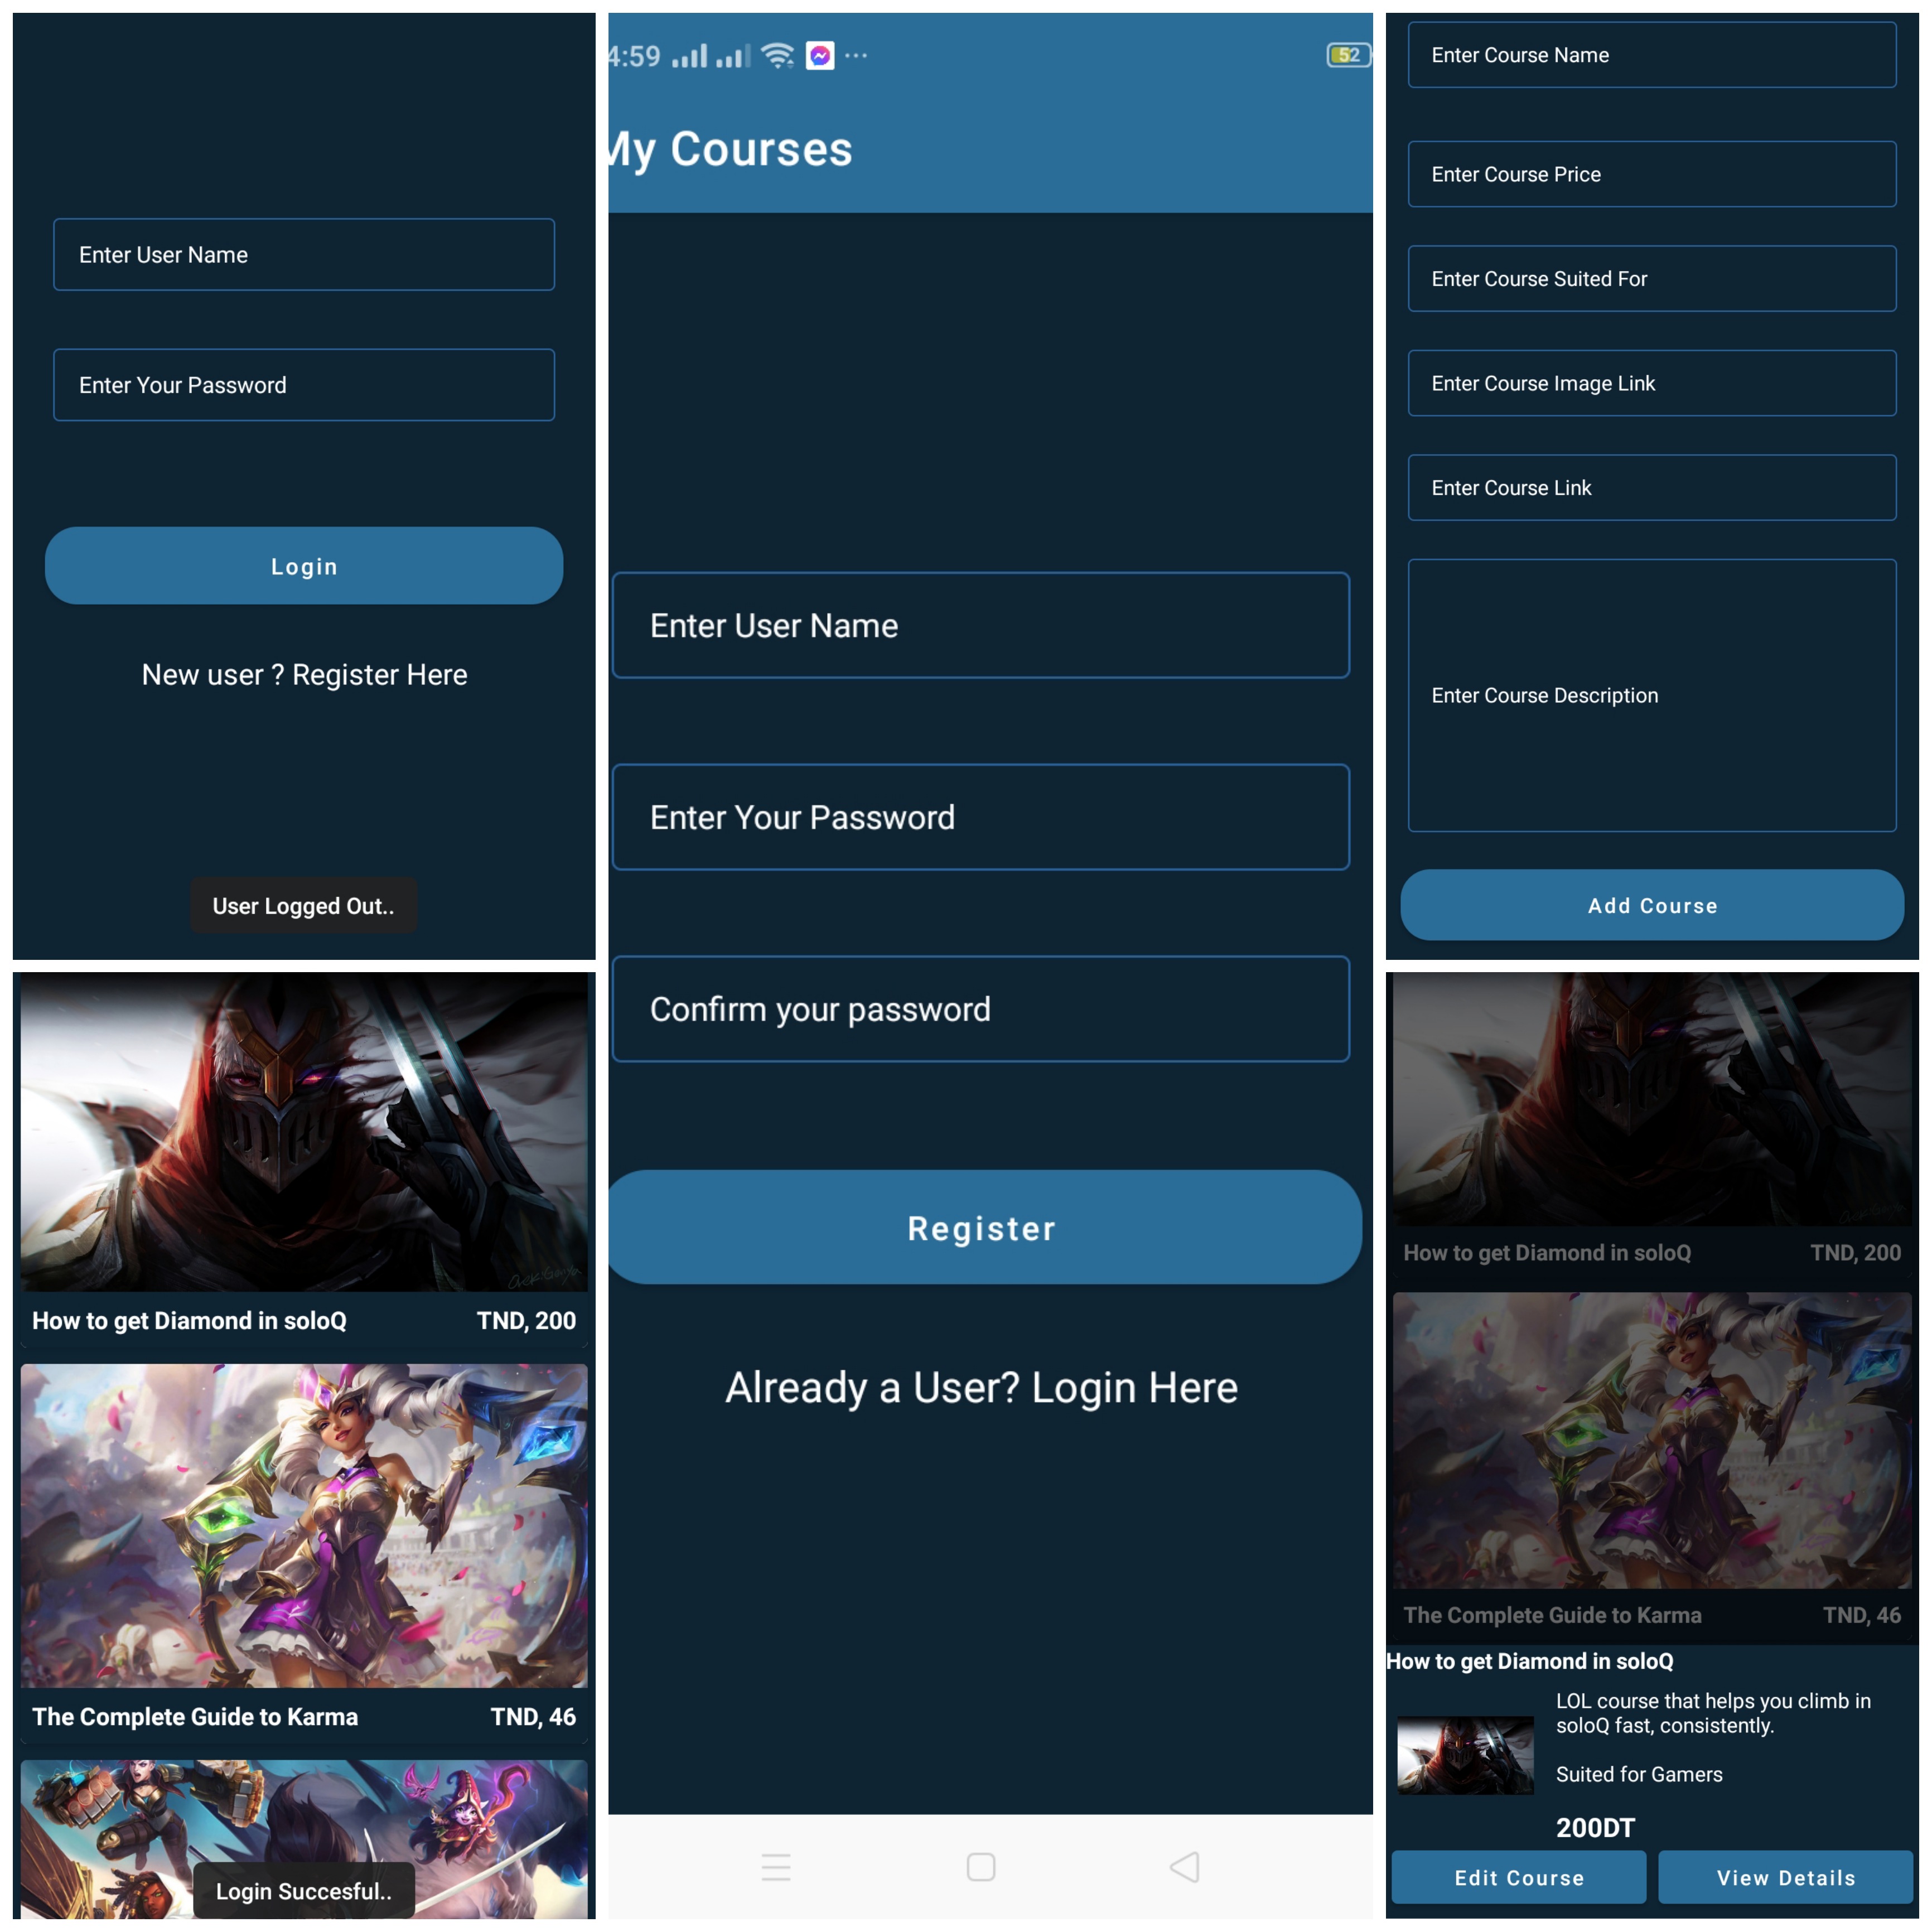 Enter User Name
Enter Your Password
Login
New user ? Register Here
User Logged Out..
How to get Diamond in soloQ
TND, 200
The Complete Guide to Karma
TND, 46
Login Succesful..
4:59
52
My Courses
Enter User Name
Enter Your Password
Confirm your password
Register
Already a User? Login Here
Enter Course Name
Enter Course Price
Enter Course Suited For
Enter Course Image Link
Enter Course Link
Enter Course Description
Add Course
How to get Diamond in soloQ
TND, 200
The Complete Guide to Karma
TND, 46
How to get Diamond in soloQ
LOL course that helps you climb in
soloQ fast, consistently.
Suited for Gamers
200DT
Edit Course
View Details